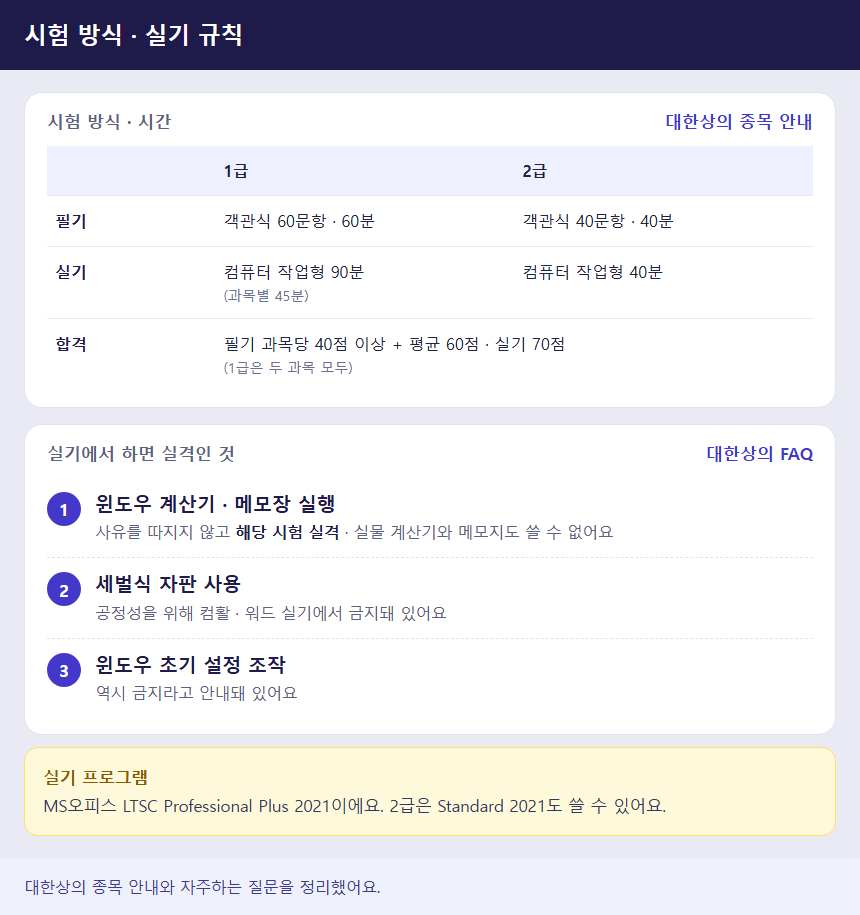 시험 방식 · 실기 규칙
시험 방식 · 시간
대한상의 종목 안내
1급 2급
필기 객관식 60문항 · 60분 객관식 40문항 · 40분
실기 컴퓨터 작업형 90분 컴퓨터 작업형 40분
(과목별 45분)
합격 필기 과목당 40점 이상 + 평균 60점 · 실기 70점
(1급은 두 과목 모두)
실기에서 하면 실격인 것
대한상의 FAQ
1 윈도우 계산기 · 메모장 실행
사유를 따지지 않고 해당 시험 실격 · 실물 계산기와 메모지도 쓸 수 없어요
2 세벌식 자판 사용
공정성을 위해 컴활 · 워드 실기에서 금지돼 있어요
3 윈도우 초기 설정 조작
역시 금지라고 안내돼 있어요
실기 프로그램
MS오피스 LTSC Professional Plus 2021이에요. 2급은 Standard 2021도 쓸 수 있어요.
대한상의 종목 안내와 자주하는 질문을 정리했어요.